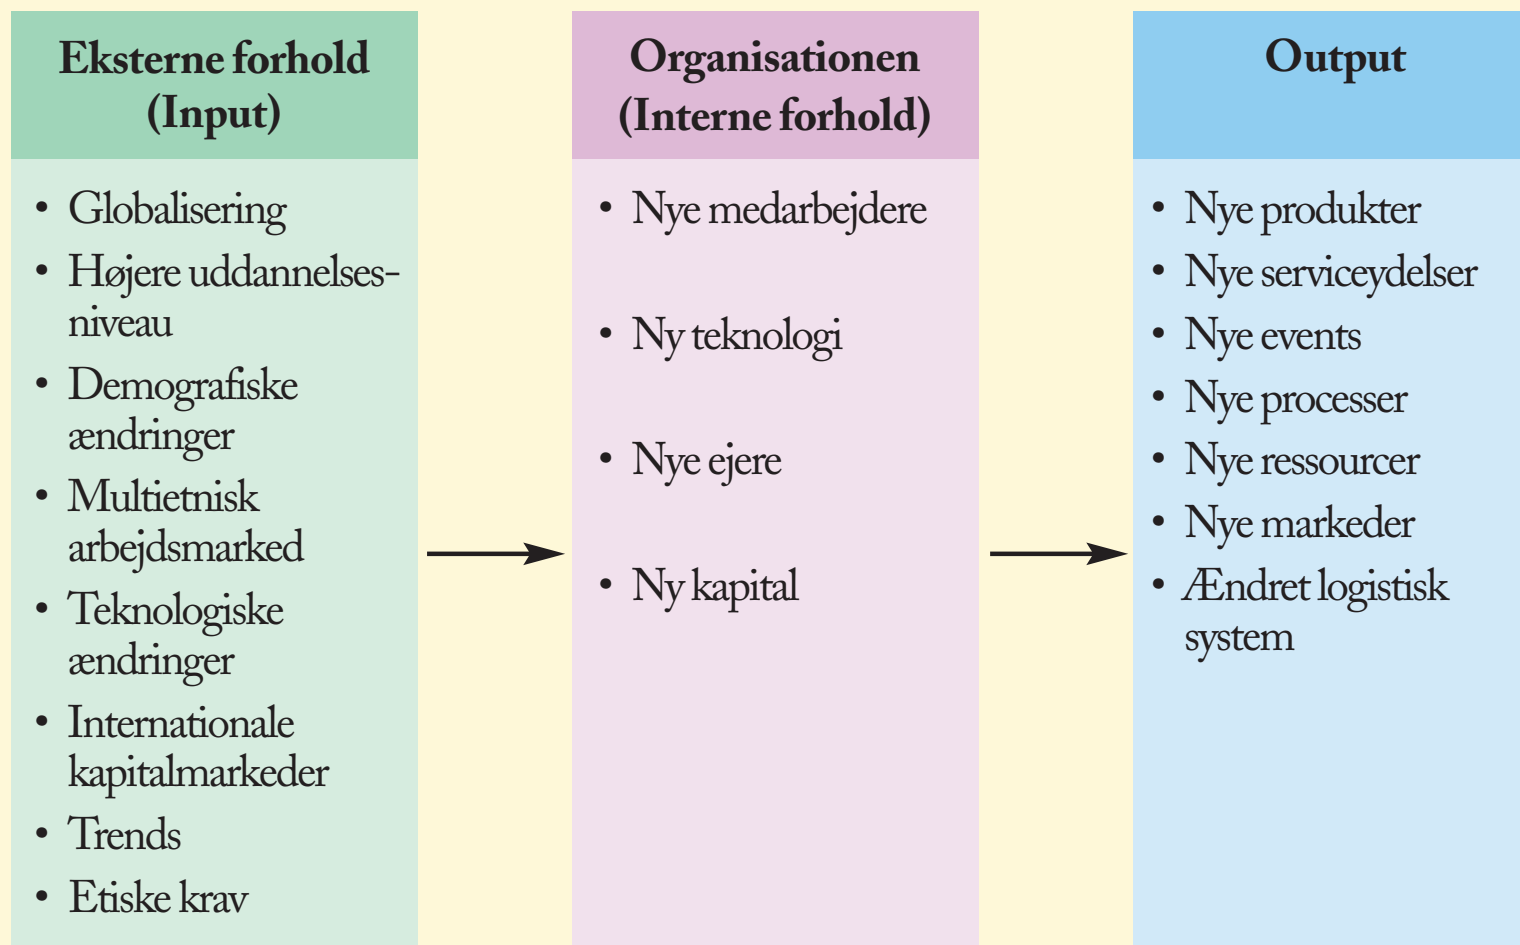 Eksterne forhold
(Input)
• Globalisering
• Højere uddannelses-
niveau
• Demografiske
ændringer
• Multietnisk
arbejdsmarked
• Teknologiske
ændringer
• Internationale
kapitalmarkeder
• Trends
• Etiske krav
Organisationen
(Interne forhold)
• Nye medarbejdere
• Ny teknologi
• Nye ejere
• Ny kapital
Output
• Nye produkter
• Nye serviceydelser
• Nye events
• Nye processer
• Nye ressourcer
• Nye markeder
• Ændret logistisk
system